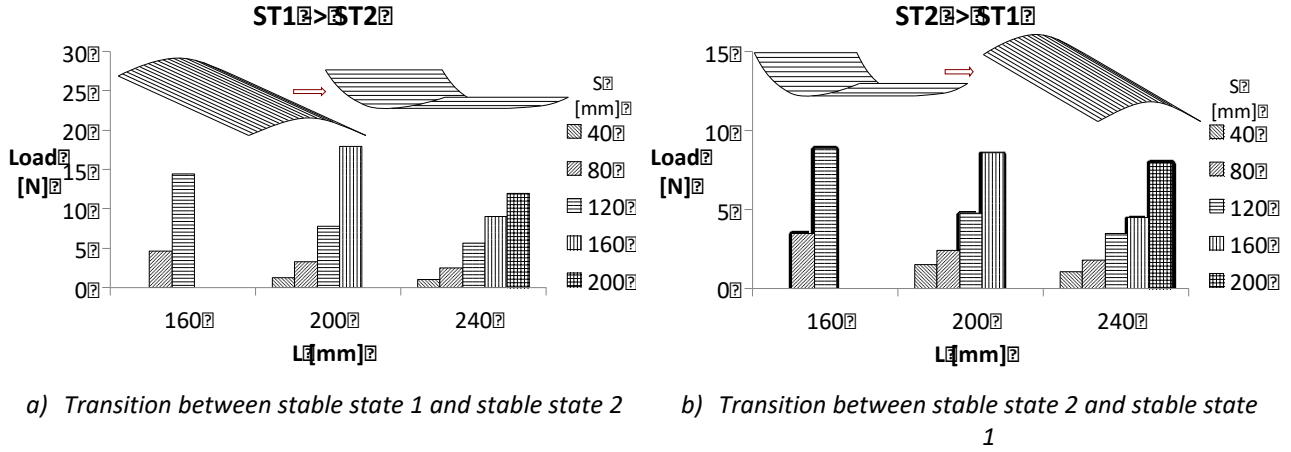 ST1 -> ST2
30
25
20
15
10
5
0
Load
[N]
160
200
240
L [mm]
S
[mm]
40
80
120
160
200
a) Transition between stable state 1 and stable state 2
ST2 -> ST1
15
10
5
0
Load
[N]
160
200
240
L [mm]
S
[mm]
40
80
120
160
200
b) Transition between stable state 2 and stable state
1